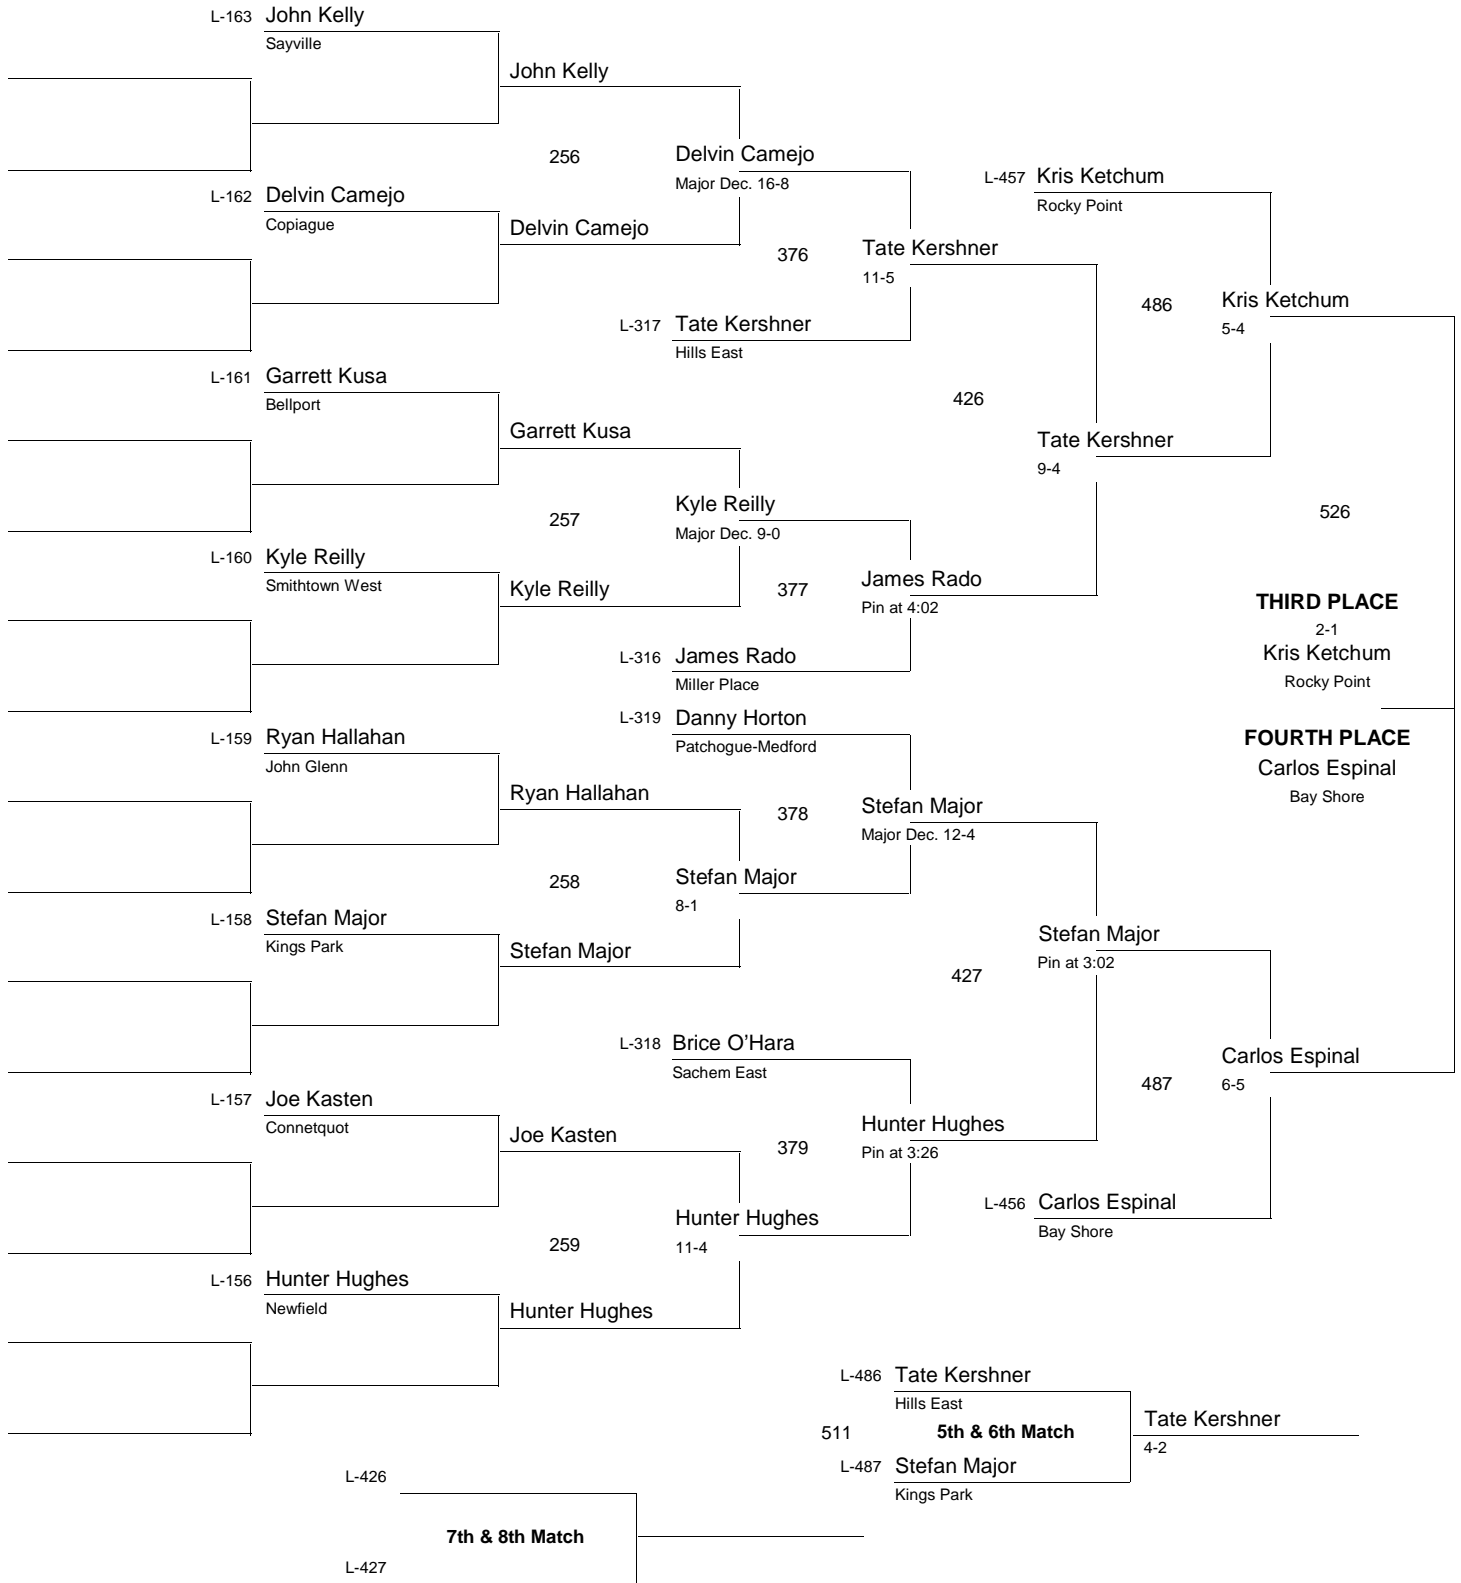 L-163 John Kelly
Sayville
John Kelly
256
Delvin Camejo
Major Dec. 16-8
L-457 Kris Ketchum
Rocky Point
L-162 Delvin Camejo
Copiague
Delvin Camejo
376
Tate Kershner
11-5
486
Kris Ketchum
5-4
L-317 Tate Kershner
Hills East
L-161 Garrett Kusa
Bellport
426
Garrett Kusa
Tate Kershner
9-4
257
Kyle Reilly
Major Dec. 9-0
526
L-160 Kyle Reilly
Smithtown West
Kyle Reilly
377
James Rado
Pin at 4:02
THIRD PLACE
2-1
Kris Ketchum
Rocky Point
L-316 James Rado
Miller Place
L-319 Danny Horton
Patchogue-Medford
FOURTH PLACE
Carlos Espinal
Bay Shore
L-159 Ryan Hallahan
John Glenn
Ryan Hallahan
378
Stefan Major
Major Dec. 12-4
258
Stefan Major
8-1
L-158 Stefan Major
Kings Park
Stefan Major
427
Stefan Major
Pin at 3:02
L-318 Brice O’Hara
Sachem East
487
Carlos Espinal
6-5
L-157 Joe Kasten
Connetquot
Joe Kasten
379
Hunter Hughes
Pin at 3:26
L-456 Carlos Espinal
Bay Shore
259
Hunter Hughes
11-4
L-156 Hunter Hughes
Newfield
Hunter Hughes
L-486 Tate Kershner
Hills East
511
5th & 6th Match
Tate Kershner
4-2
L-487 Stefan Major
Kings Park
L-426
7th & 8th Match
L-427